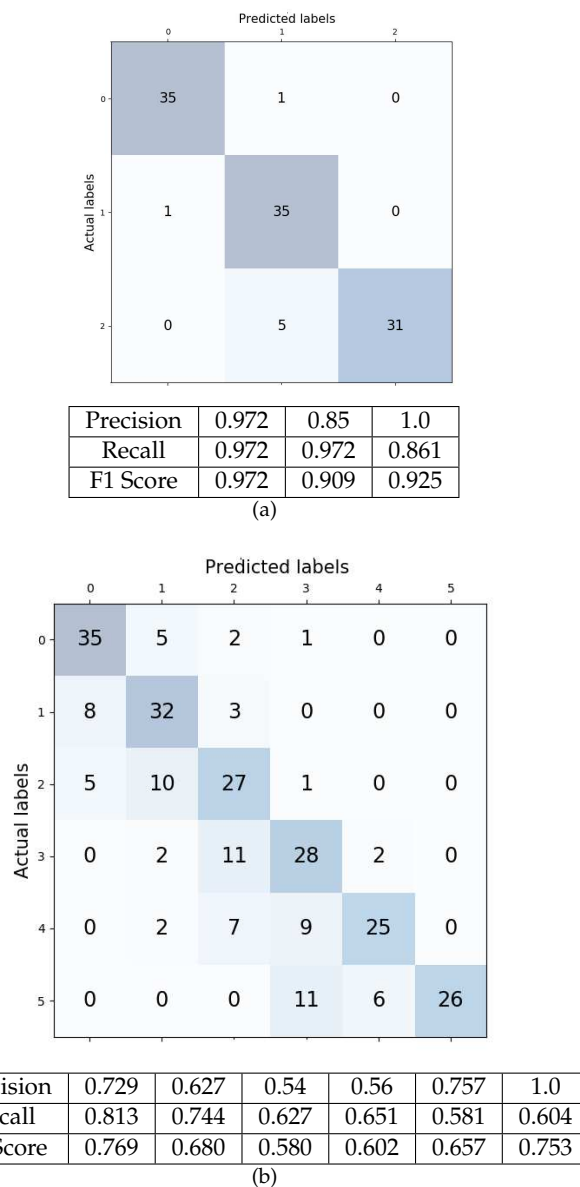 Predicted labels
0 1 2
Actual labels
0 35 1 0
1 1 35 0
2 0 5 31
Precision 0.972 0.85 1.0
Recall 0.972 0.972 0.861
F1 Score 0.972 0.909 0.925
(a)
Predicted labels
0 1 2 3 4 5
Actual labels
0 35 5 2 1 0 0
1 8 32 3 0 0 0
2 5 10 27 1 0 0
3 0 2 11 28 2 0
4 0 2 7 9 25 0
5 0 0 0 11 6 26
ision 0.729 0.627 0.54 0.56 0.757 1.0
call 0.813 0.744 0.627 0.651 0.581 0.604
Score 0.769 0.680 0.580 0.602 0.657 0.753
(b)